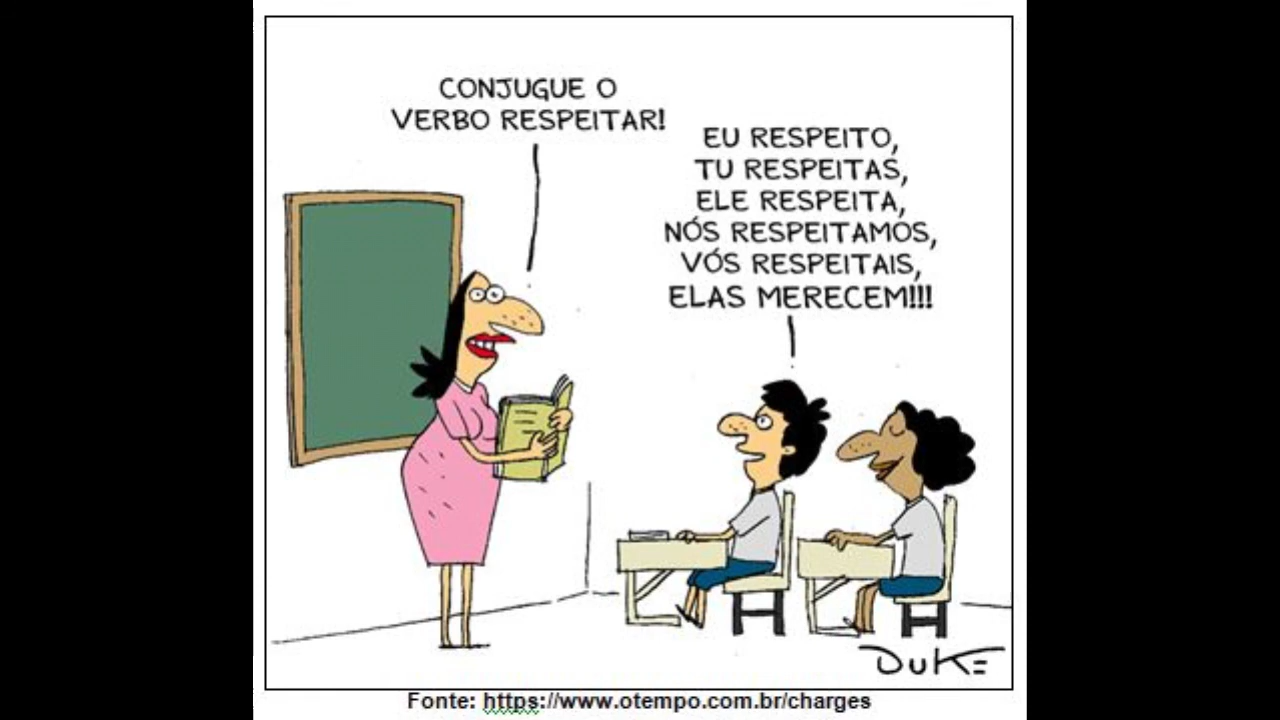 CONJUGUE O
VERBO RESPEITAR!
EU RESPEITO,
TU RESPEITAS,
ELE RESPEITA,
NÓS RESPEITAMOS,
VÓS RESPEITAIS,
ELAS MERECEM!!!
DUKE
Fonte: https://www.otempo.com.br/charges